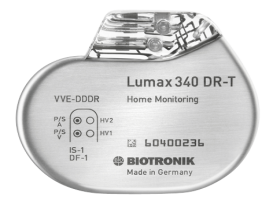 Lumax 340 DR-T
VVE-DDDR Home Monitoring
P/S A HV2
P/S V HV1
IS-1
DF-1
60400236
BIOTRONIK
Made in Germany